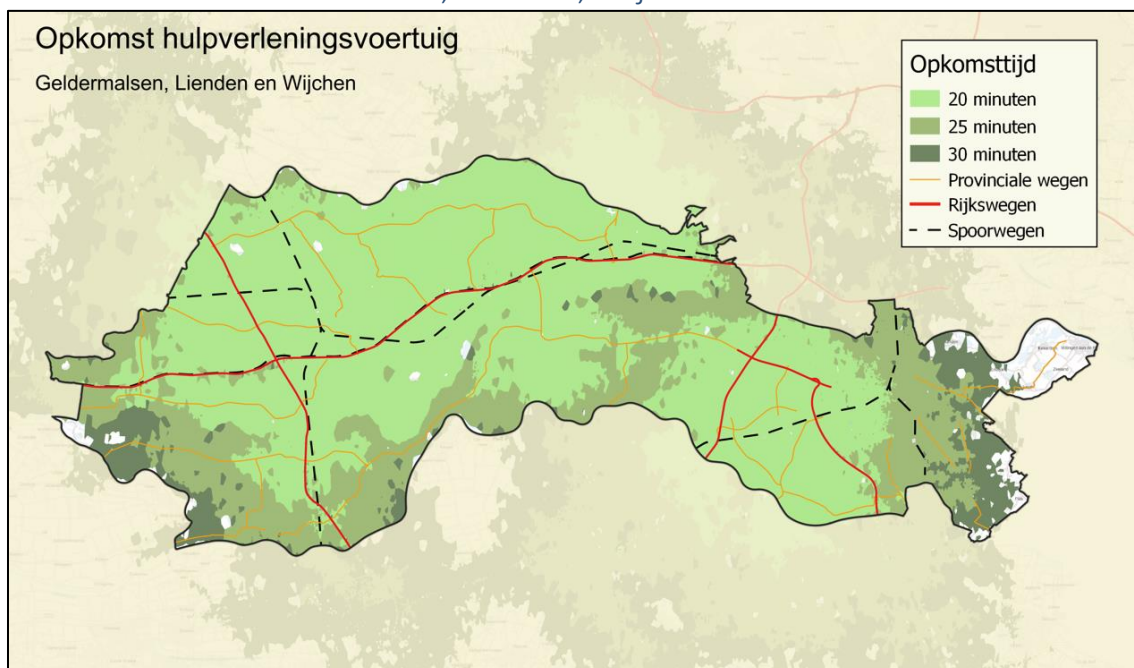 Opkomst hulpverleningsvoertuig
Geldermalsen, Lienden en Wijchen
Opkomsttijd
20 minuten
25 minuten
30 minuten
Provinciale wegen
Rijkswegen
Spoorwegen